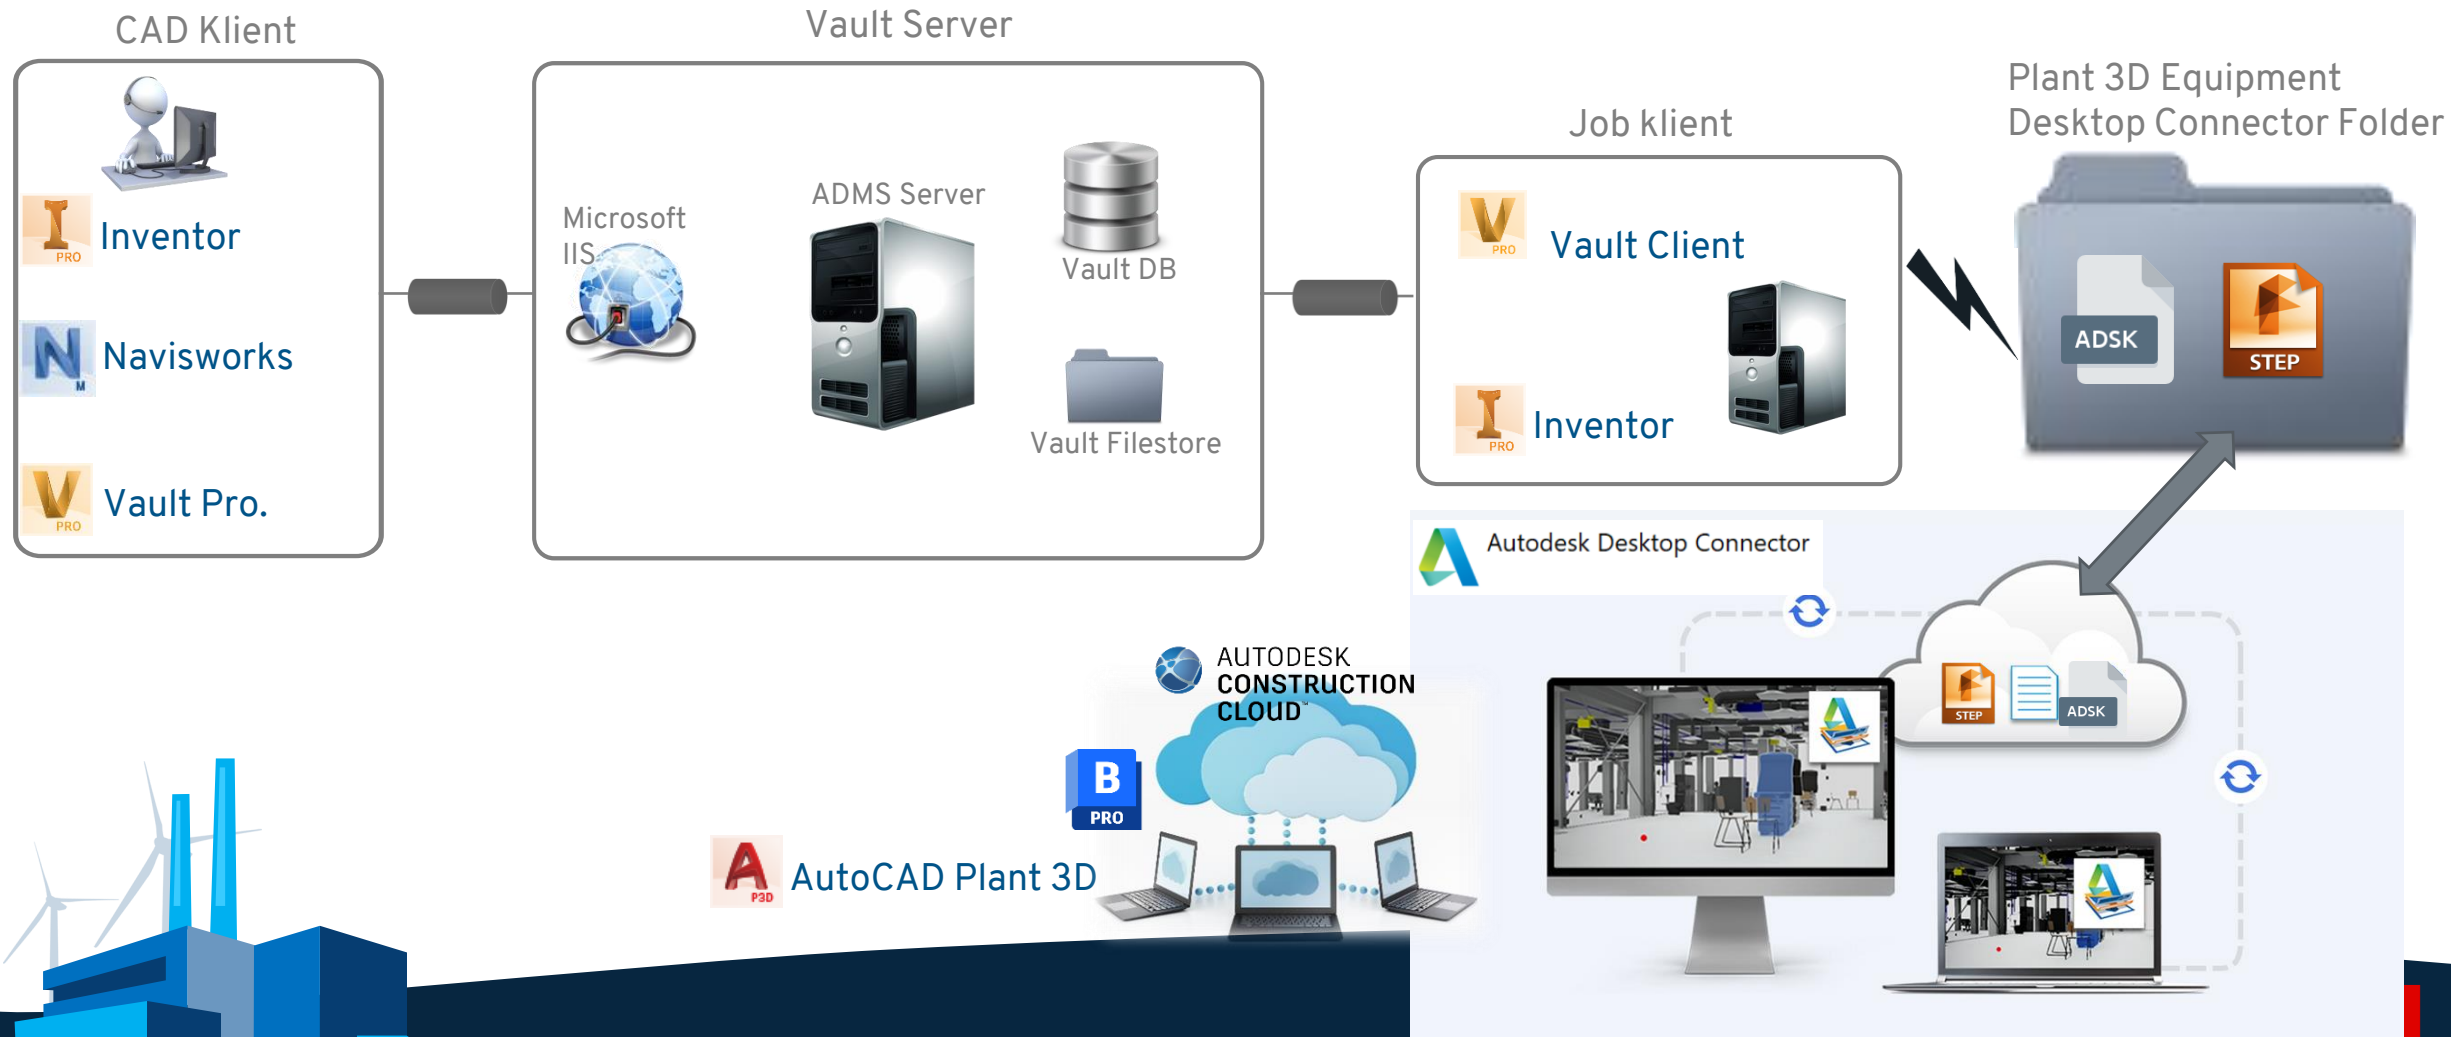 CAD Klient
Inventor
PRO
Navisworks
M
Vault Pro.
PRO
Vault Server
Microsoft
IIS
ADMS Server
Vault DB
Vault Filestore
Job klient
PRO
Vault Client
PRO
Inventor
Plant 3D Equipment
Desktop Connector Folder
ADSK
STEP
Autodesk Desktop Connector
STEP
ADSK
AUTODESK
CONSTRUCTION
CLOUD™
B
PRO
P3D
AutoCAD Plant 3D